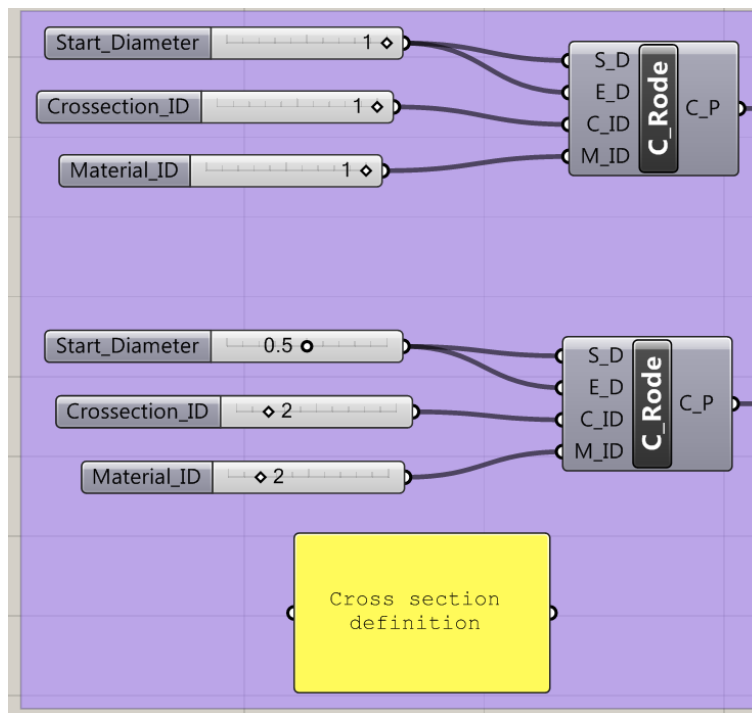 Start_Diameter 1
Crossection_ID 1
Material_ID 1
S_D
E_D
C_ID
M_ID
C_Rode
C_P
Start_Diameter 0.5
Crossection_ID 2
Material_ID 2
S_D
E_D
C_ID
M_ID
C_Rode
C_P
Cross section
definition